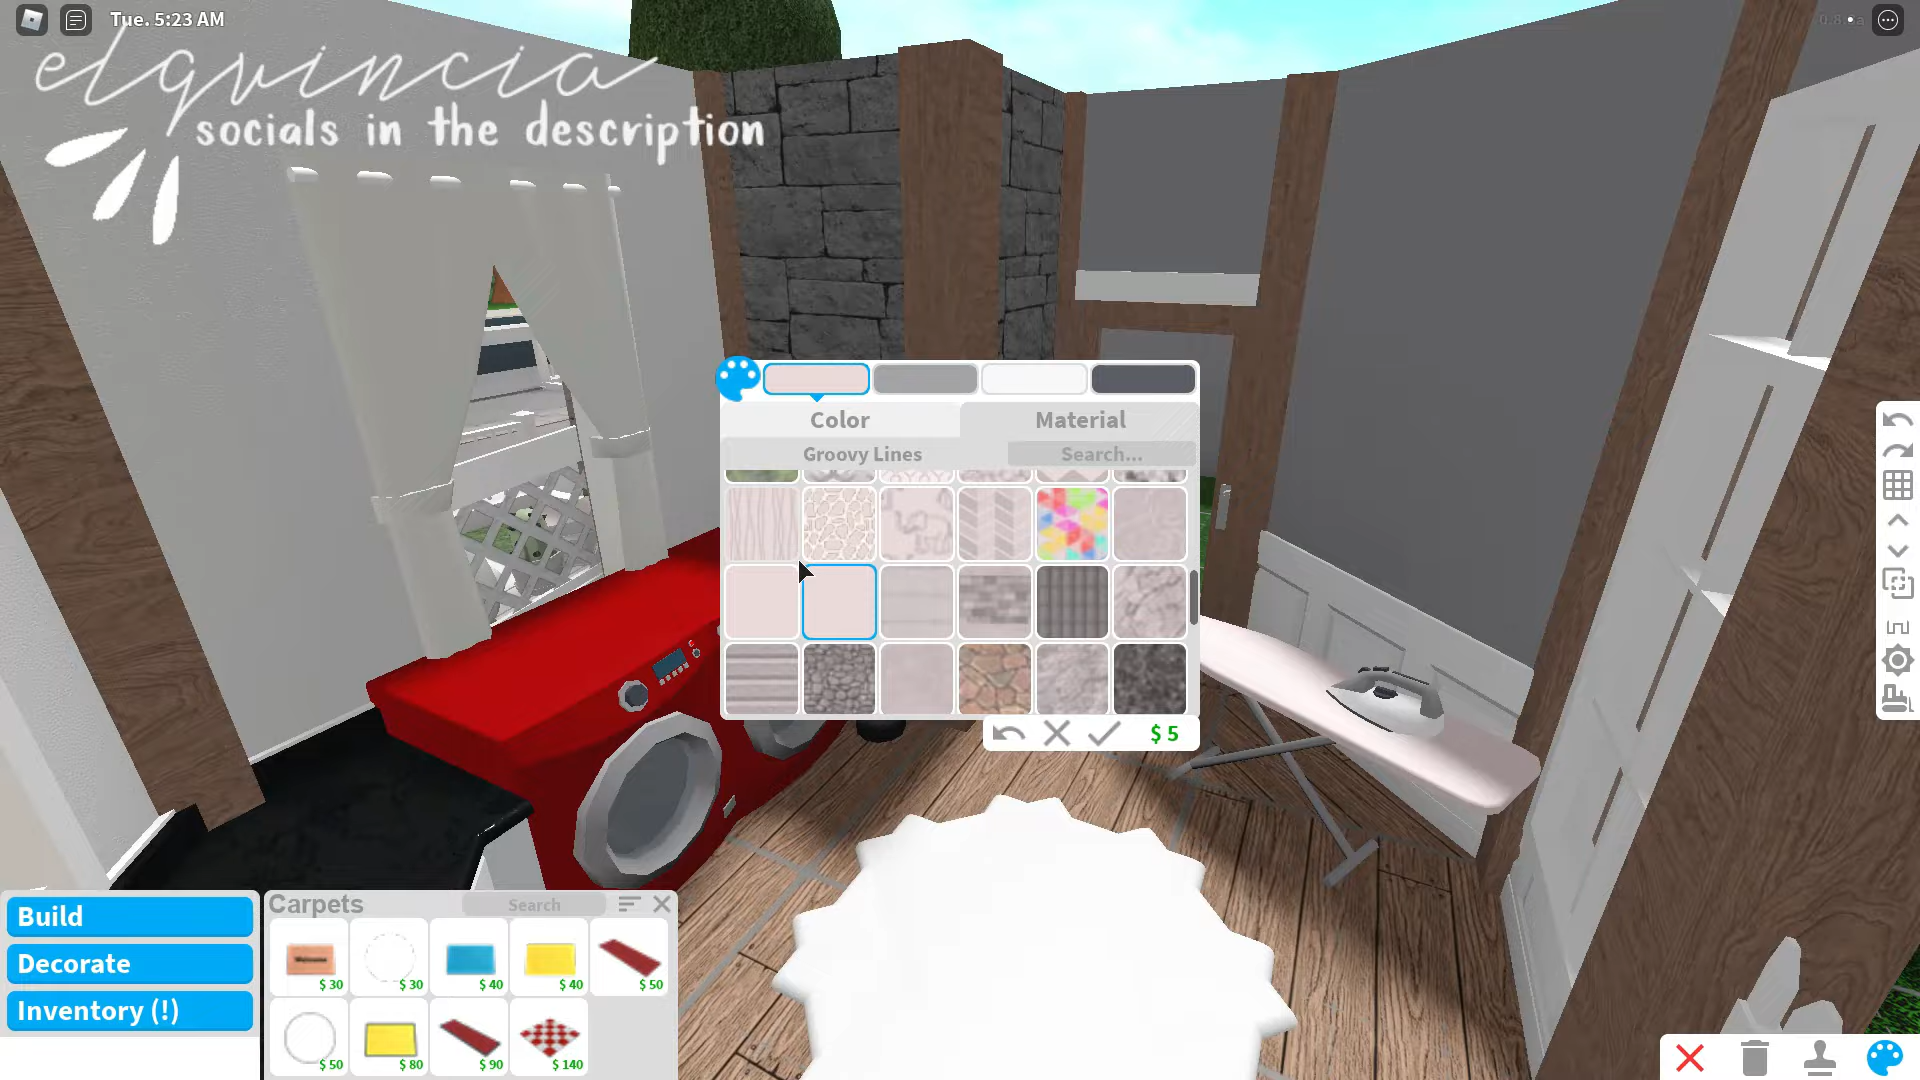 Tue. 5:23 AM
elqvincia
socials in the description
Color
Material
Groovy Lines
Search...
$ 5
Build
Decorate
Inventory (!)
Carpets
Search
$ 30
$ 30
$ 40
$ 40
$ 50
$ 50
$ 80
$ 90
$ 140